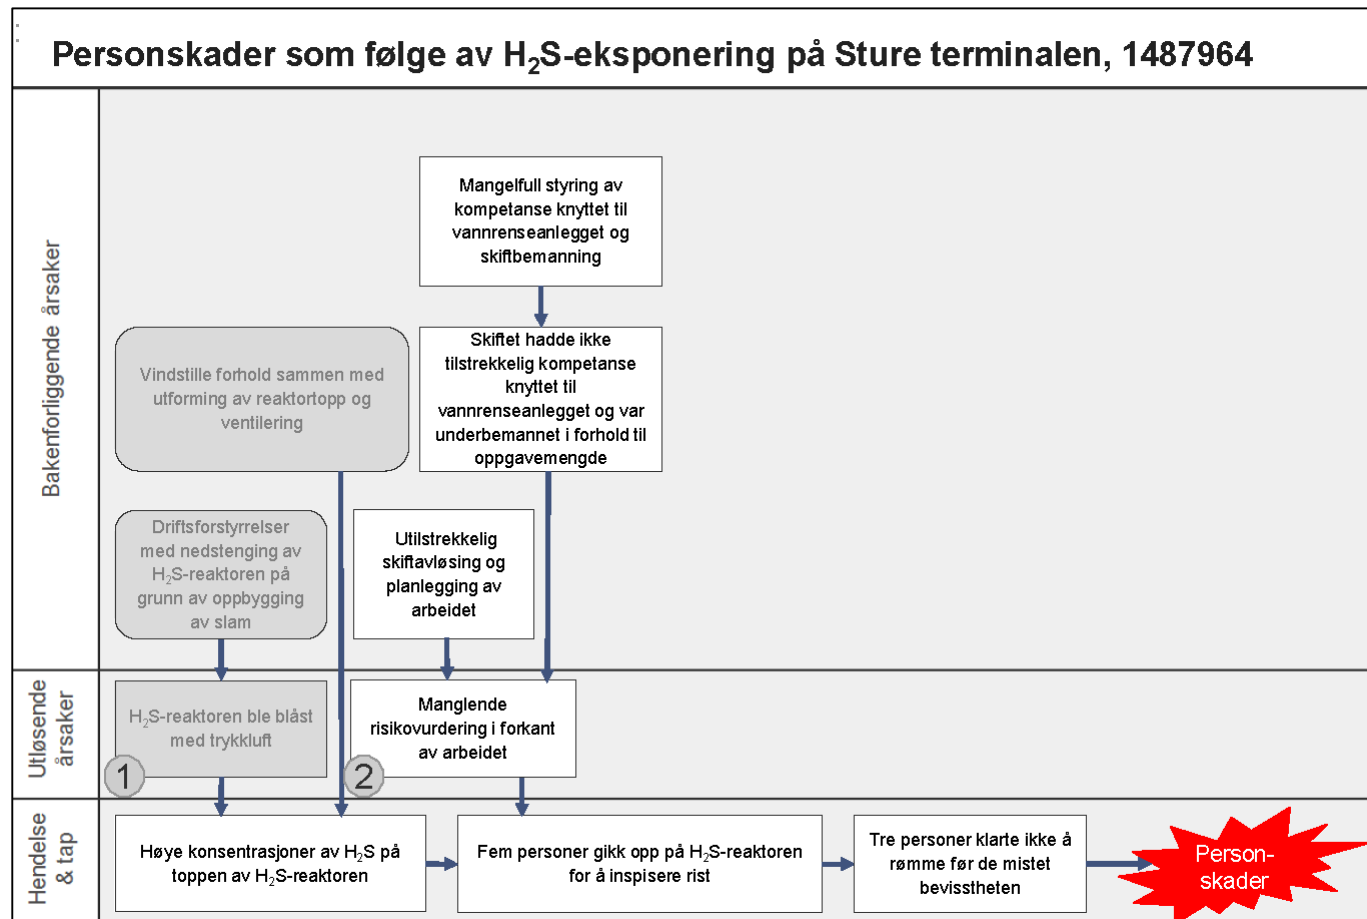 Personskader som følge av H₂S-eksponering på Sture terminalen, 1487964
Bakenforliggende årsaker
Mangelfull styring av
kompetanse knyttet til
vannrenseanlegget og
skiftbemanning
Vindstille forhold sammen med
utforming av reaktortopp og
ventilering
Skiftet hadde ikke
tilstrekkelig kompetanse
knyttet til
vannrenseanlegget og var
underbemannet i forhold til
oppgavemengde
Driftsforstyrrelser
med nedstenging av
H₂S-reaktoren på
grunn av oppbygging
av slam
Utilstrekkelig
skiftavløsing og
planlegging av
arbeidet
Utløsende
årsaker
H₂S-reaktoren ble blåst
med trykkluft
1
Manglende
risikovurdering i forkant
av arbeidet
2
Hendelse
& tap
Høye konsentrasjoner av H₂S på
toppen av H₂S-reaktoren
Fem personer gikk opp på H₂S-reaktoren
for å inspisere rist
Tre personer klarte ikke å
rømme før de mistet
bevisstheten
Person-
skader